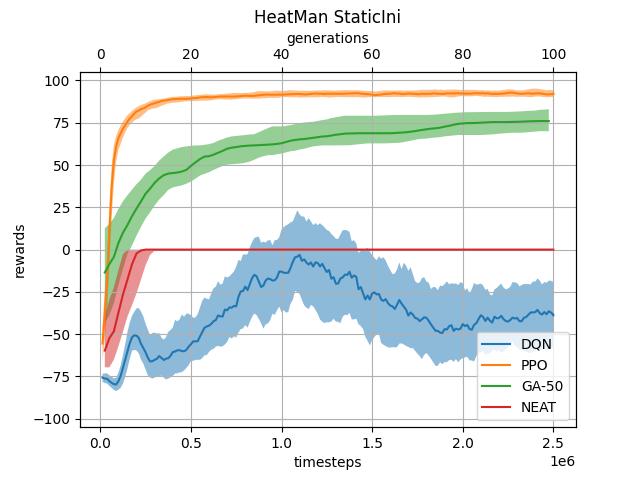 HeatMan StaticIni
generations
0 20 40 60 80 100
100
75
50
25
0
−25
−50
−75
−100
rewards
DQN
PPO
GA-50
NEAT
0.0 0.5 1.0 1.5 2.0 2.5
timesteps
1e6